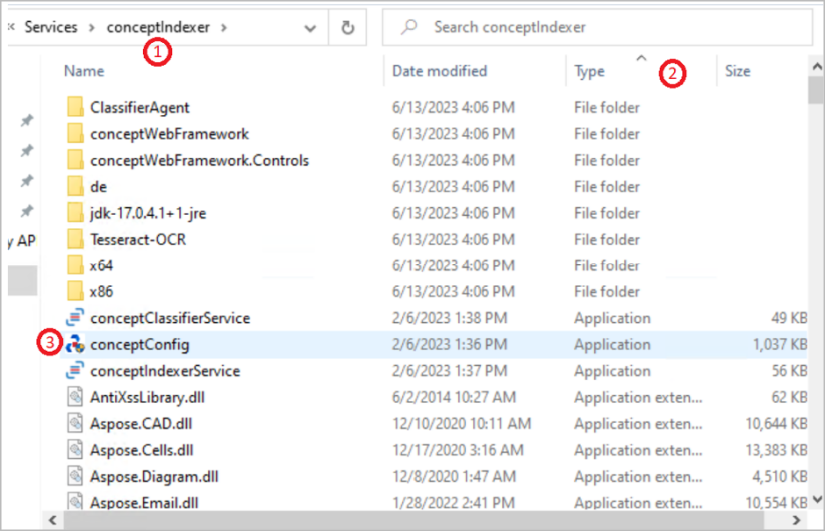 Services > conceptIndexer >
Search conceptIndexer
1
Name Date modified Type Size
2
ClassifierAgent 6/13/2023 4:06 PM File folder
conceptWebFramework 6/13/2023 4:06 PM File folder
conceptWebFramework.Controls 6/13/2023 4:06 PM File folder
de 6/13/2023 4:06 PM File folder
jdk-17.0.4.1+1-jre 6/13/2023 4:06 PM File folder
y AP Tesseract-OCR 6/13/2023 4:06 PM File folder
x64 6/13/2023 4:06 PM File folder
x86 6/13/2023 4:06 PM File folder
conceptClassifierService 2/6/2023 1:38 PM Application 49 KB
3 conceptConfig 2/6/2023 1:36 PM Application 1,037 KB
conceptIndexerService 2/6/2023 1:37 PM Application 56 KB
AntiXssLibrary.dll 6/2/2014 10:27 AM Application exten... 62 KB
Aspose.CAD.dll 12/10/2020 10:11 AM Application exten... 10,644 KB
Aspose.Cells.dll 12/17/2020 3:16 AM Application exten... 13,383 KB
Aspose.Diagram.dll 12/8/2020 1:47 AM Application exten... 4,510 KB
Aspose.Email.dll 1/28/2022 2:41 PM Application exten... 10,554 KB